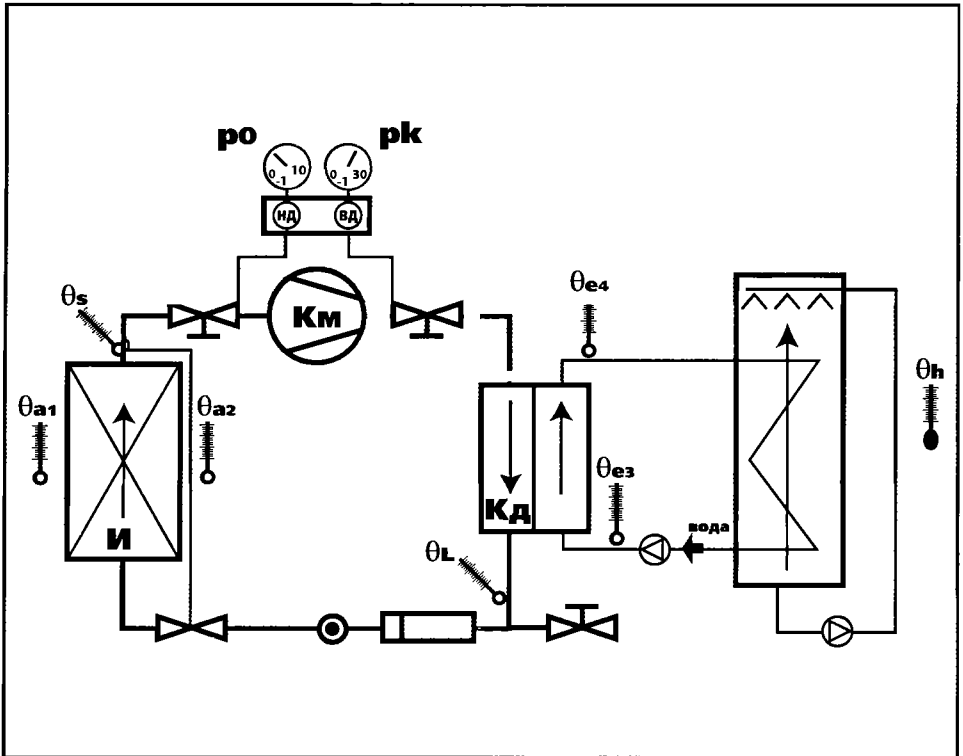 po pk
0 -1 10 0 -1 30
НД ВД
θs
Км
θe4
θa1
θa2
θh
θe3
Кд
вода
И
θL